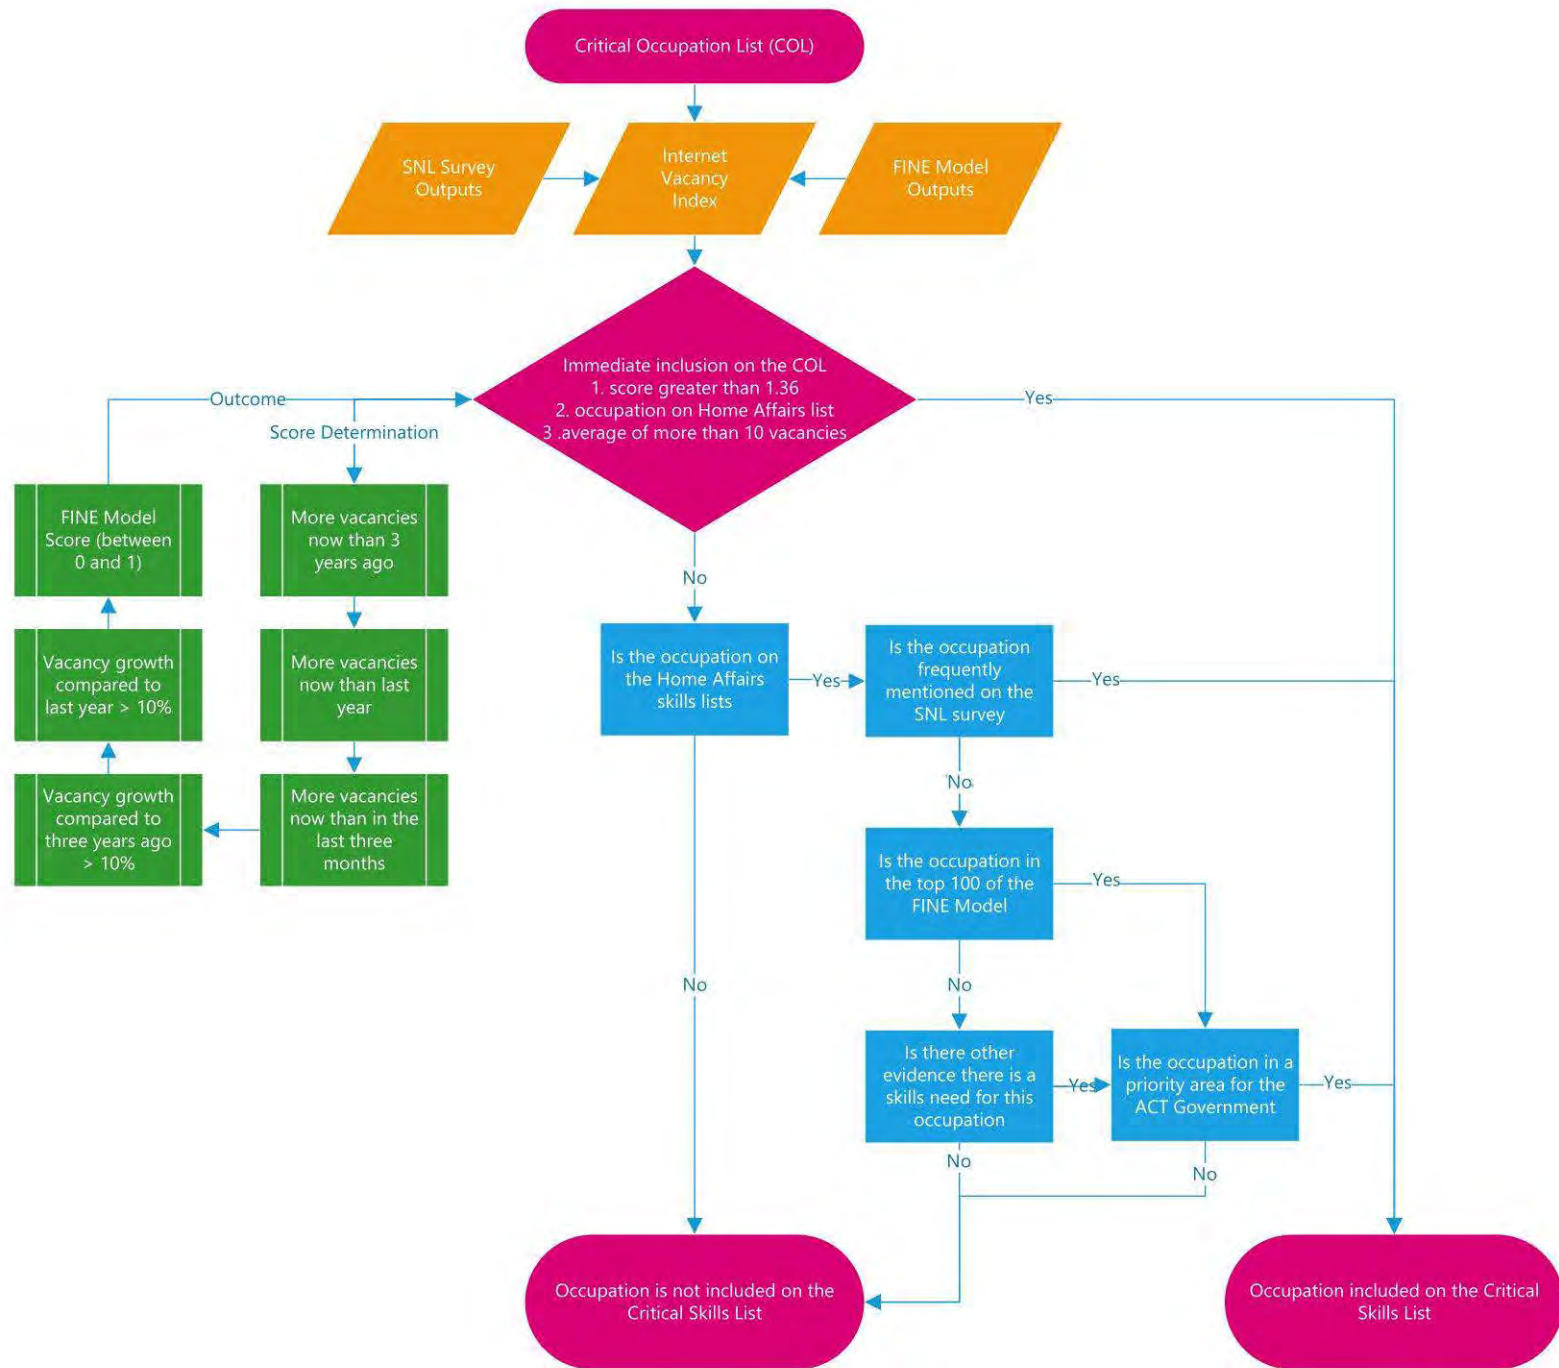 Critical Occupation List (COL)
SNL Survey
Outputs
Internet
Vacancy
Index
FINE Model
Outputs
Immediate inclusion on the COL
1. score greater than 1.36
2. occupation on Home Affairs list
3 .average of more than 10 vacancies
Outcome
Score Determination
Yes
No
FINE Model
Score (between
0 and 1)
More vacancies
now than 3
years ago
Vacancy growth
compared to
last year > 10%
More vacancies
now than last
year
Vacancy growth
compared to
three years ago
> 10%
More vacancies
now than in the
last three
months
Is the occupation on
the Home Affairs
skills lists
Yes
Is the occupation
frequently
mentioned on the
SNL survey
Yes
No
Is the occupation in
the top 100 of the
FINE Model
Yes
No
No
Is there other
evidence there is a
skills need for this
occupation
Yes
Is the occupation in a
priority area for the
ACT Government
Yes
No
No
Occupation is not included on the
Critical Skills List
Occupation included on the Critical
Skills List